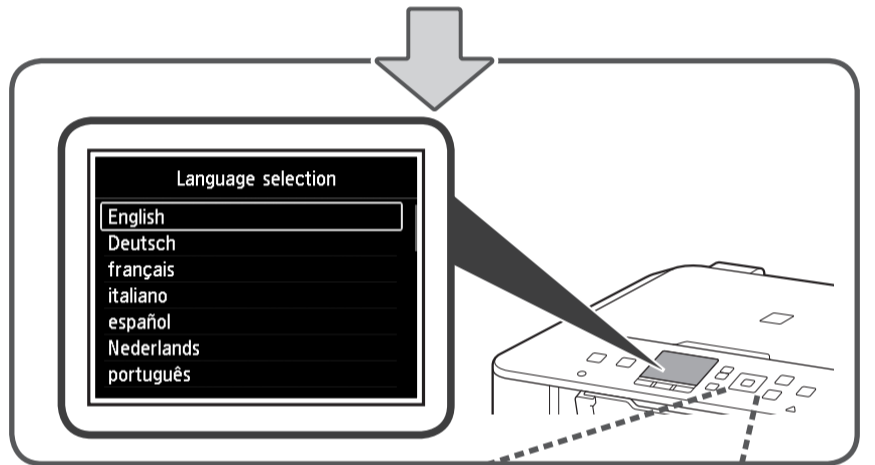 Language selection
English
Deutsch
français
italiano
español
Nederlands
português